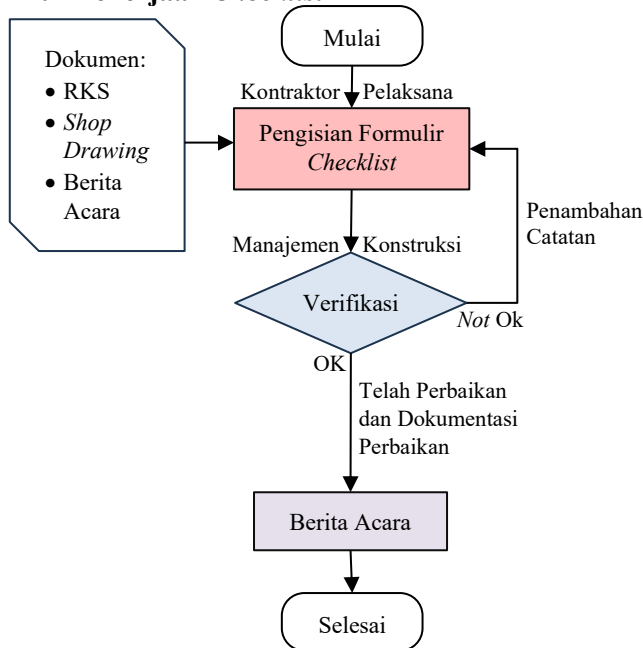 Mulai
Dokumen:
• RKS
• Shop
Drawing
• Berita
Acara
Kontraktor Pelaksana
Pengisian Formulir
Checklist
Penambahan
Catatan
Manajemen Konstruksi
Verifikasi
Not Ok
OK
Telah Perbaikan
dan Dokumentasi
Perbaikan
Berita Acara
Selesai